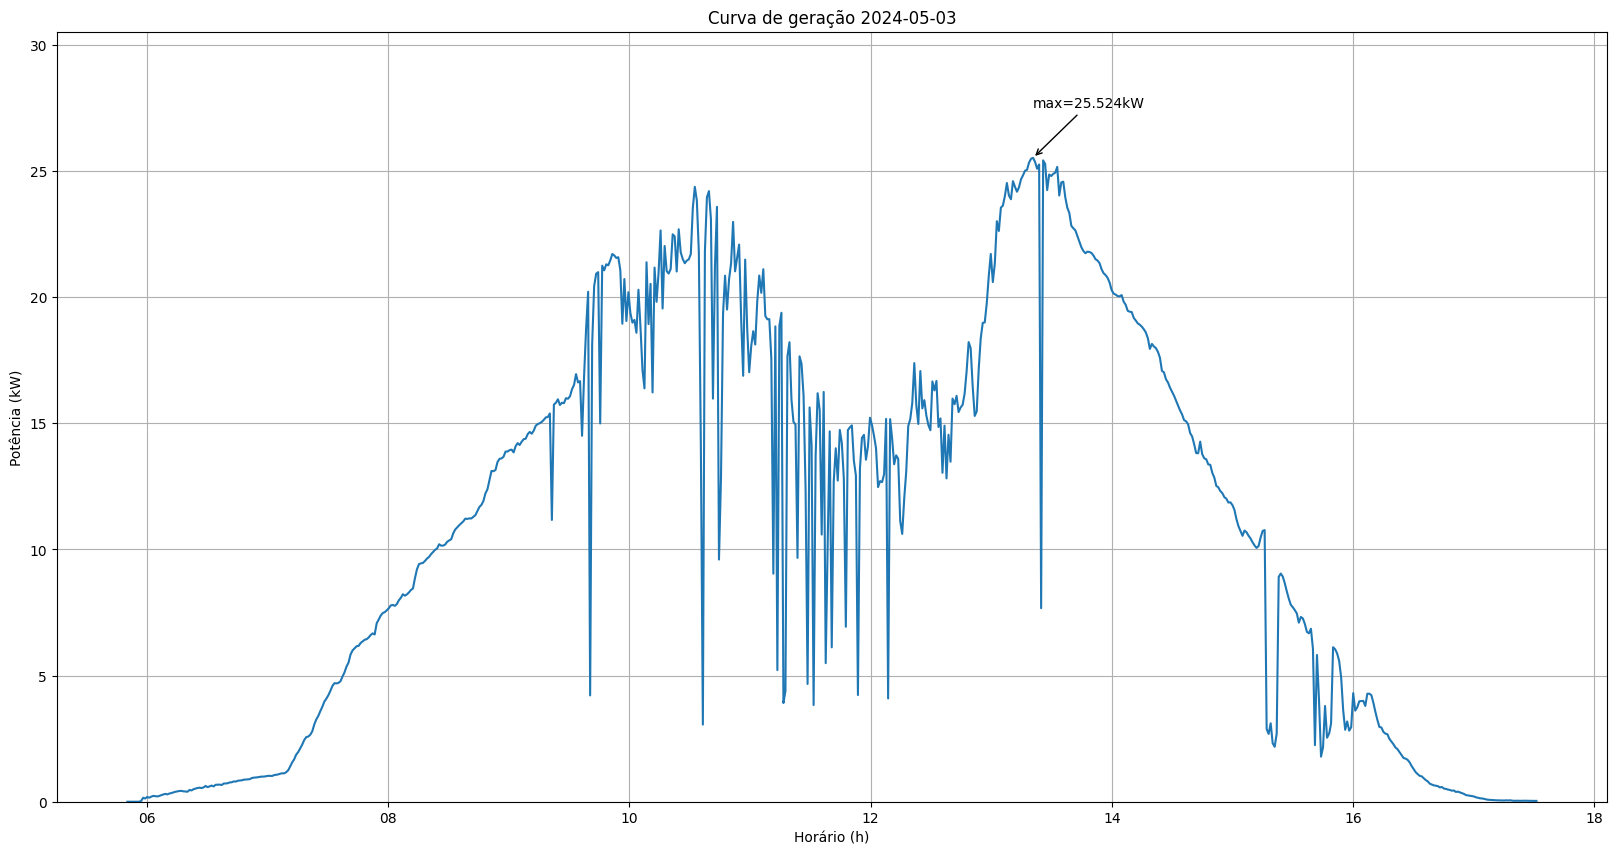 Curva de geração 2024-05-03
max=25.524kW
Potência (kW)
30
25
20
15
10
5
0
06 08 10 12 14 16 18
Horário (h)